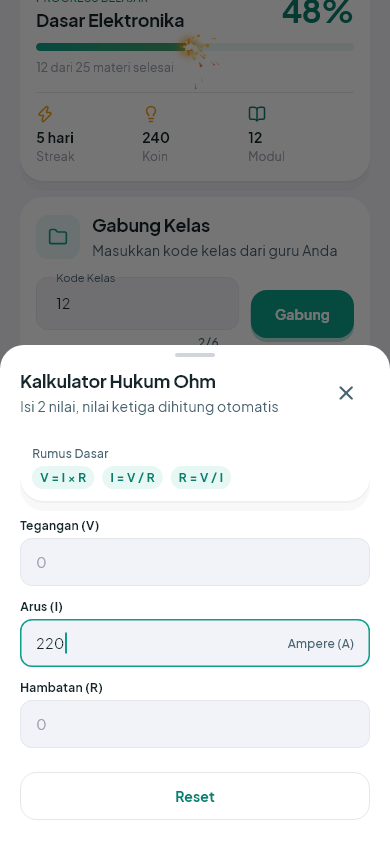 PROGRESS BELAJAR
Dasar Elektronika
48%
12 dari 25 materi selesai
5 hari
240
12
Streak
Koin
Modul
Gabung Kelas
Masukkan kode kelas dari guru Anda
Kode Kelas
12
Gabung
2/6
Kalkulator Hukum Ohm
Isi 2 nilai, nilai ketiga dihitung otomatis
Rumus Dasar
V = I × R
I = V / R
R = V / I
Tegangan (V)
0
Arus (I)
220
Ampere (A)
Hambatan (R)
0
Reset